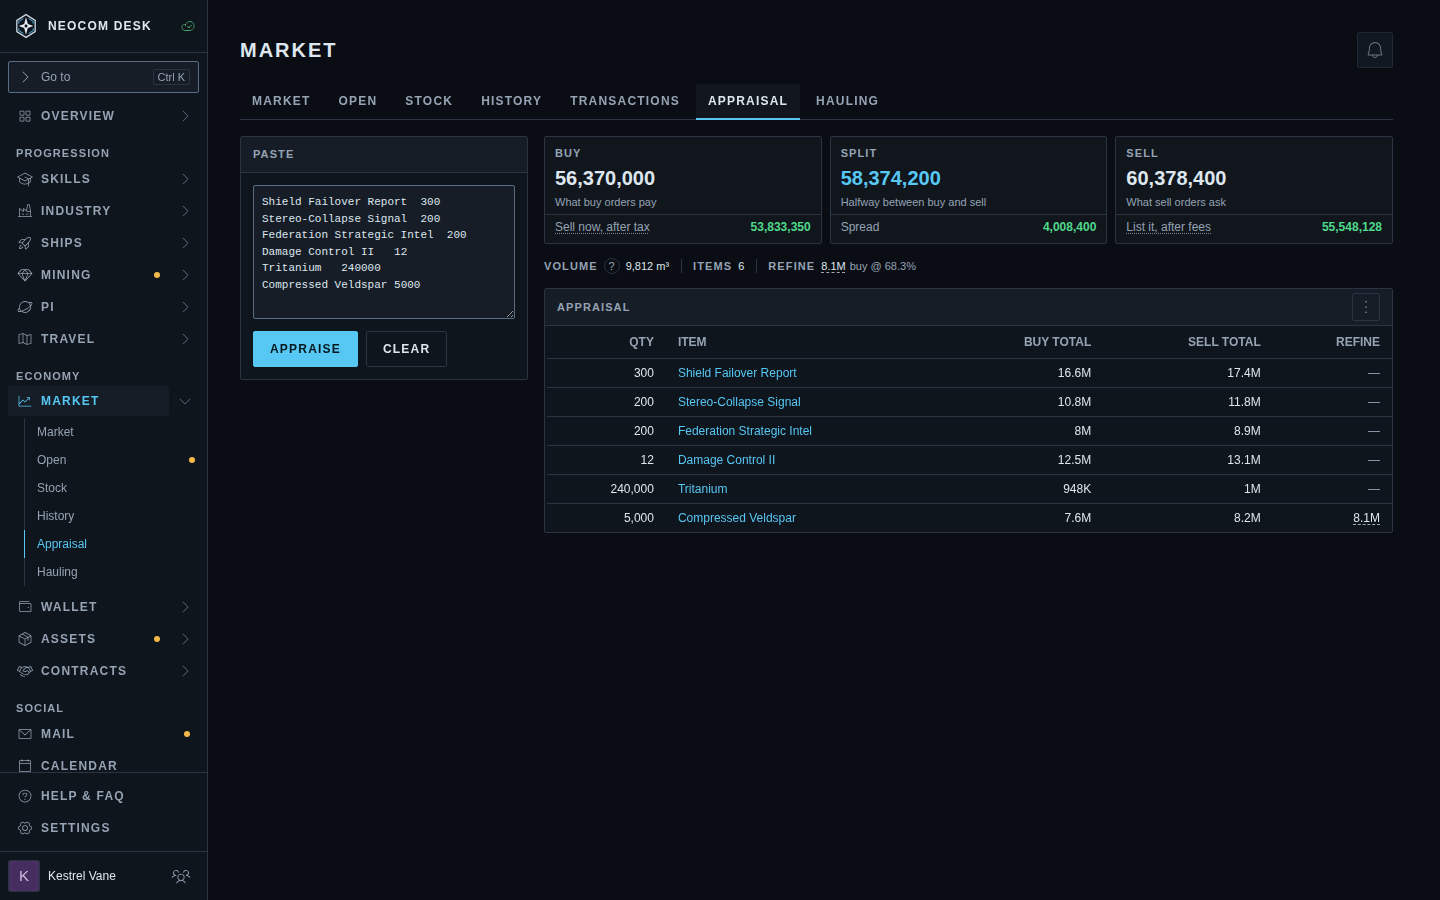 NEOCOM DESK
Go to Ctrl K
OVERVIEW
PROGRESSION
SKILLS
INDUSTRY
SHIPS
MINING
PI
TRAVEL
ECONOMY
MARKET
Market
Open
Stock
History
Appraisal
Hauling
WALLET
ASSETS
CONTRACTS
SOCIAL
MAIL
CALENDAR
HELP & FAQ
SETTINGS
K Kestrel Vane
MARKET
MARKET OPEN STOCK HISTORY TRANSACTIONS APPRAISAL HAULING
PASTE
Shield Failover Report 300
Stereo-Collapse Signal 200
Federation Strategic Intel 200
Damage Control II 12
Tritanium 240000
Compressed Veldspar 5000
APPRAISE CLEAR
BUY
56,370,000
What buy orders pay
Sell now, after tax 53,833,350
SPLIT
58,374,200
Halfway between buy and sell
Spread 4,008,400
SELL
60,378,400
What sell orders ask
List it, after fees 55,548,128
VOLUME ? 9,812 m³ ITEMS 6 REFINE 8.1M buy @ 68.3%
APPRAISAL
QTY ITEM BUY TOTAL SELL TOTAL REFINE
300 Shield Failover Report 16.6M 17.4M —
200 Stereo-Collapse Signal 10.8M 11.8M —
200 Federation Strategic Intel 8M 8.9M —
12 Damage Control II 12.5M 13.1M —
240,000 Tritanium 948K 1M —
5,000 Compressed Veldspar 7.6M 8.2M 8.1M